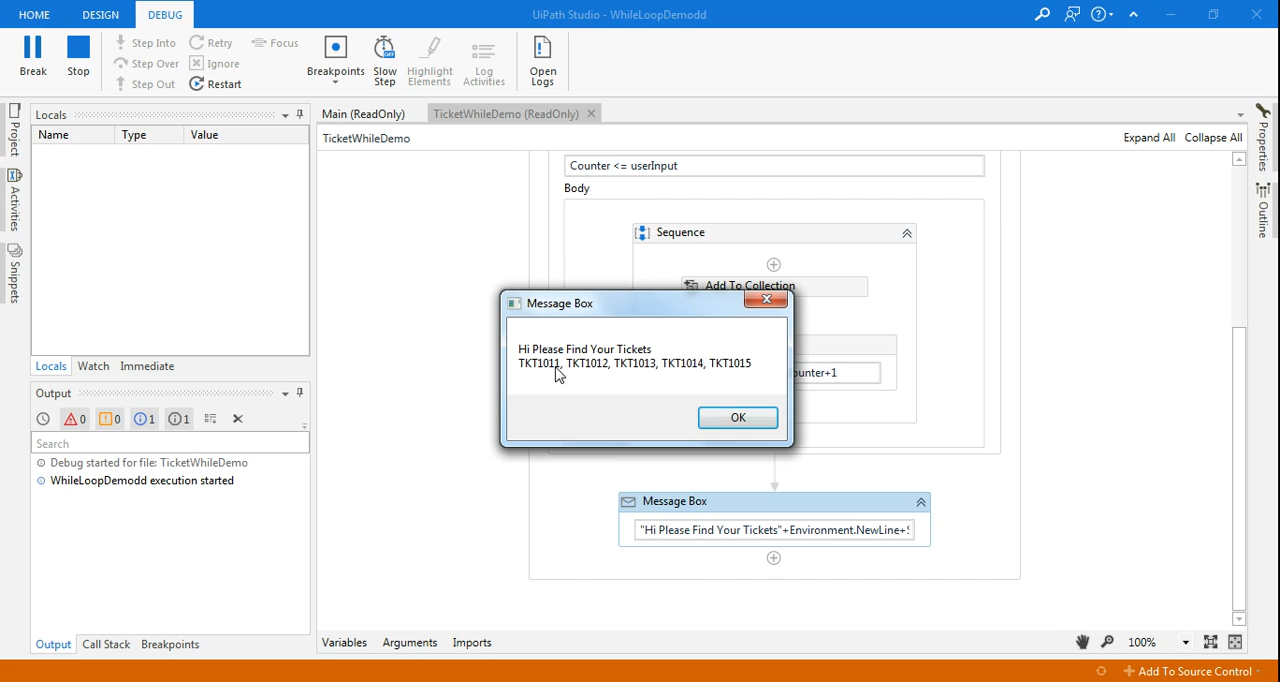 HOME DESIGN DEBUG UiPath Studio - WhileLoopDemodd
Break Stop Step Into Step Over Step Out Retry Ignore Restart Focus Breakpoints Slow Step Highlight Elements Log Activities Open Logs
Project
Activities
Snippets
Locals
Name Type Value
Locals Watch Immediate
Output
0 0 1 1
Search
Debug started for file: TicketWhileDemo
WhileLoopDemodd execution started
Output Call Stack Breakpoints
Main (ReadOnly) TicketWhileDemo (ReadOnly)
TicketWhileDemo Expand All Collapse All
Counter <= userInput
Body
Sequence
Add To Collection
Message Box
Hi Please Find Your Tickets
TKT1011, TKT1012, TKT1013, TKT1014, TKT1015
OK
ounter+1
Message Box
"Hi Please Find Your Tickets"+Environment.NewLine+
Variables Arguments Imports 100%
Properties
Outline
Add To Source Control